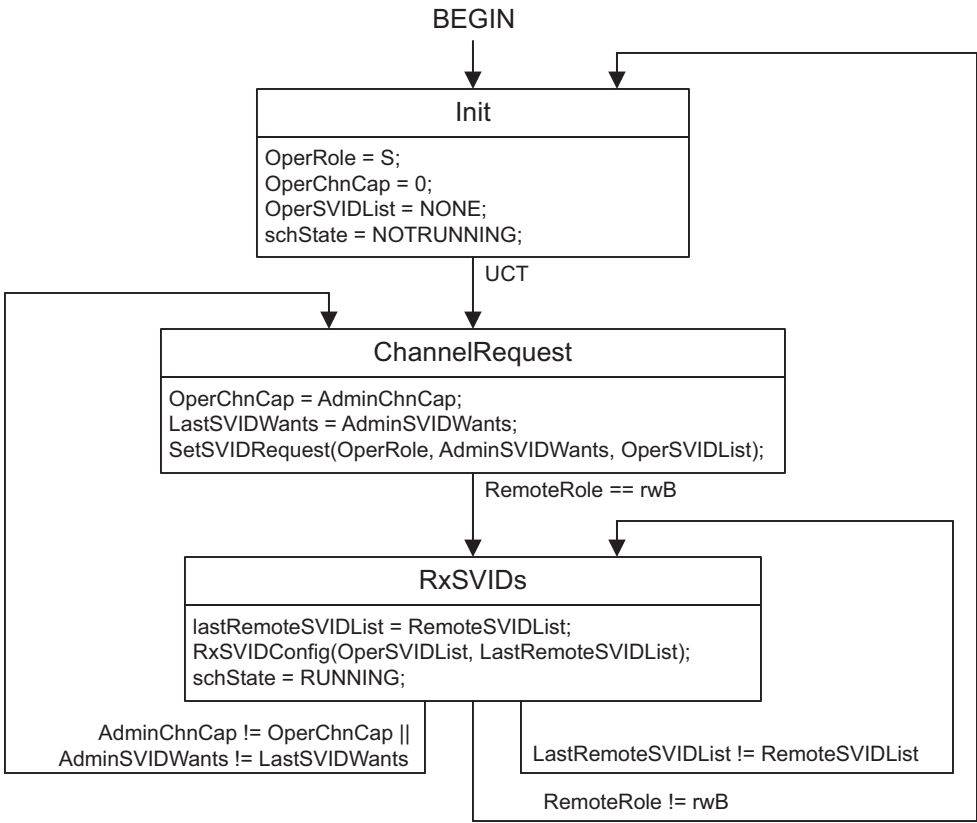 BEGIN
Init
OperRole = S;
OperChnCap = 0;
OperSVIDList = NONE;
schState = NOTRUNNING;
UCT
ChannelRequest
OperChnCap = AdminChnCap;
LastSVIDWants = AdminSVIDWants;
SetSVIDRequest(OperRole, AdminSVIDWants, OperSVIDList);
RemoteRole == rwB
RxSVIDs
lastRemoteSVIDList = RemoteSVIDList;
RxSVIDConfig(OperSVIDList, LastRemoteSVIDList);
schState = RUNNING;
AdminChnCap != OperChnCap ||
AdminSVIDWants != LastSVIDWants
LastRemoteSVIDList != RemoteSVIDList
RemoteRole != rwB